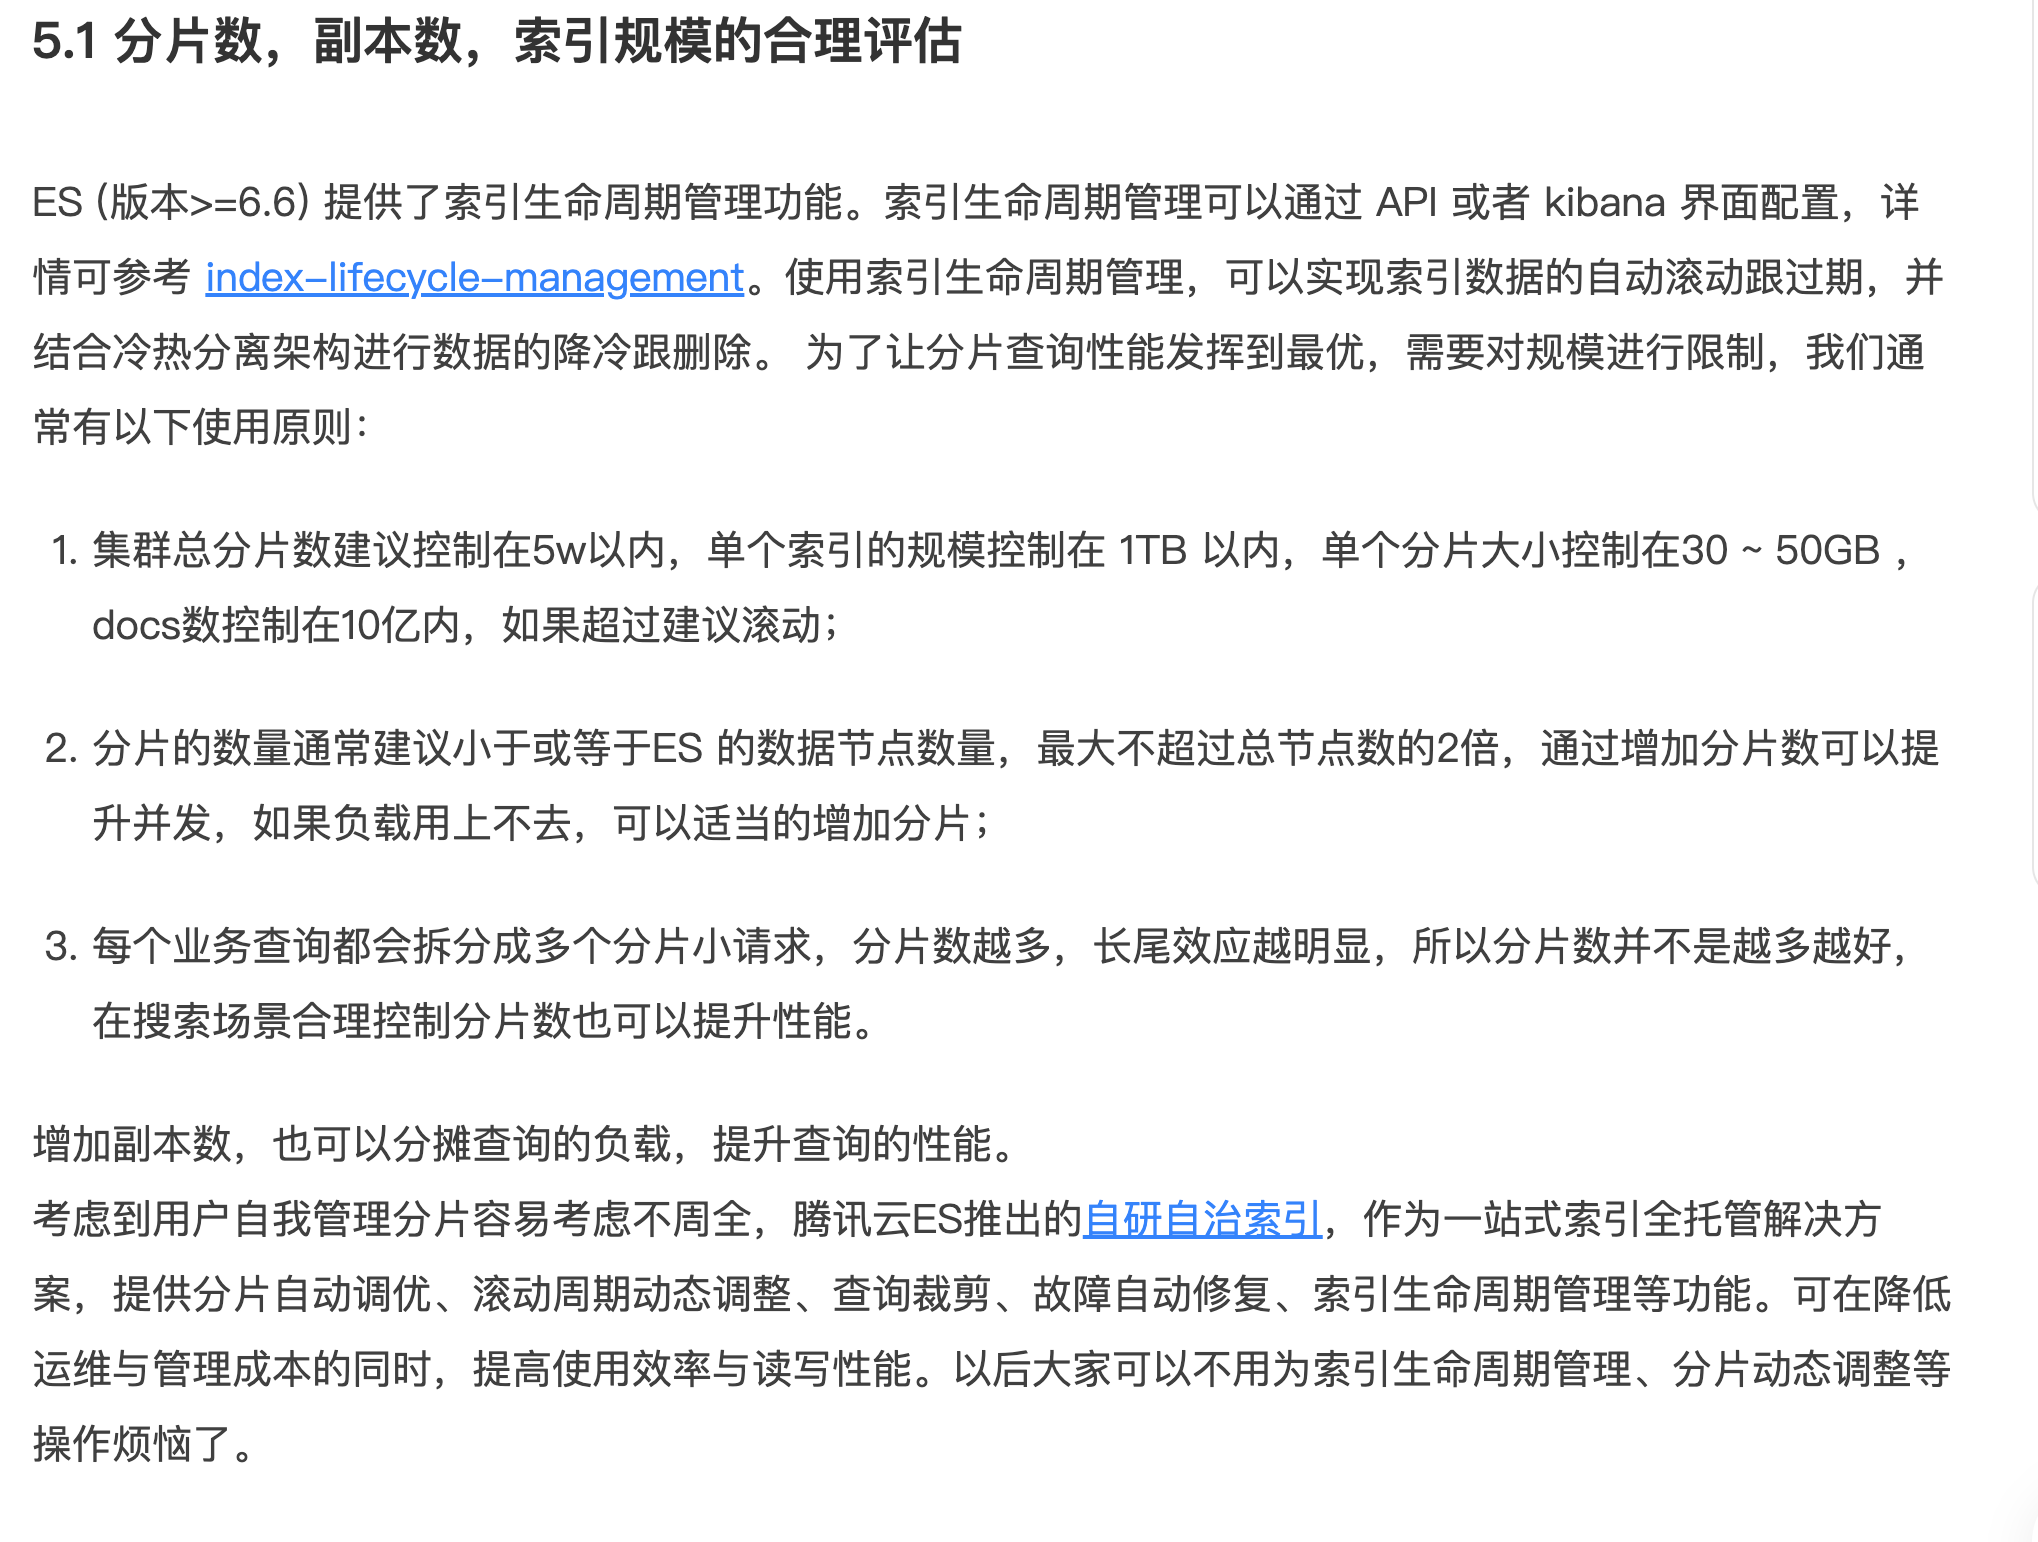 5.1 分片数，副本数，索引规模的合理评估
ES (版本>=6.6) 提供了索引生命周期管理功能。索引生命周期管理可以通过 API 或者 kibana 界面配置，详
情可参考 index-lifecycle-management。使用索引生命周期管理，可以实现索引数据的自动滚动跟过期，并
结合冷热分离架构进行数据的降冷跟删除。 为了让分片查询性能发挥到最优，需要对规模进行限制，我们通
常有以下使用原则：
1. 集群总分片数建议控制在5w以内，单个索引的规模控制在 1TB 以内，单个分片大小控制在30 ~ 50GB ，
docs数控制在10亿内，如果超过建议滚动；
2. 分片的数量通常建议小于或等于ES 的数据节点数量，最大不超过总节点数的2倍，通过增加分片数可以提
升并发，如果负载用上不去，可以适当的增加分片；
3. 每个业务查询都会拆分成多个分片小请求，分片数越多，长尾效应越明显，所以分片数并不是越多越好，
在搜索场景合理控制分片数也可以提升性能。
增加副本数，也可以分摊查询的负载，提升查询的性能。
考虑到用户自我管理分片容易考虑不周全，腾讯云ES推出的自研自治索引，作为一站式索引全托管解决方
案，提供分片自动调优、滚动周期动态调整、查询裁剪、故障自动修复、索引生命周期管理等功能。可在降低
运维与管理成本的同时，提高使用效率与读写性能。以后大家可以不用为索引生命周期管理、分片动态调整等
操作烦恼了。